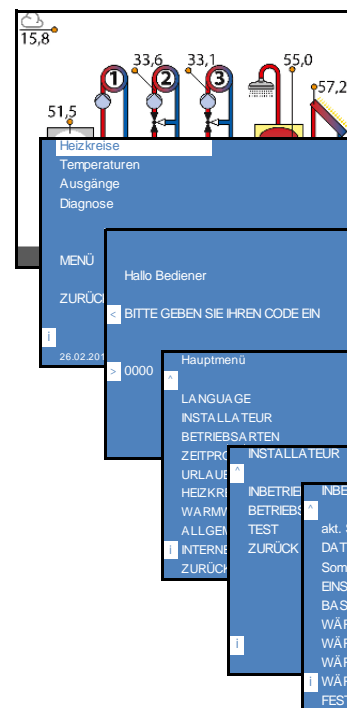 15,8
33,6 33,1 55,0
1 2 3
57,2
51,5
Heizkreise
Temperaturen
Ausgänge
Diagnose
MENÜ
ZURÜC
i
26.02.201
Hallo Bediener
< BITTE GEBEN SIE IHREN CODE EIN
> 0000
Hauptmenü
^
LANGUAGE
INSTALLATEUR
BETRIEBSARTEN
ZEITPRO
URLAUB
HEIZKRE
WARMW
ALLGEM
i INTERNE
ZURÜCK
INSTALLATEUR
^
INBETRIE
BETRIEBS
TEST
ZURÜCK
i
INBE
^
akt. S
DAT
Som
EINS
BAS
WÄR
WÄR
WÄR
i WÄR
FEST